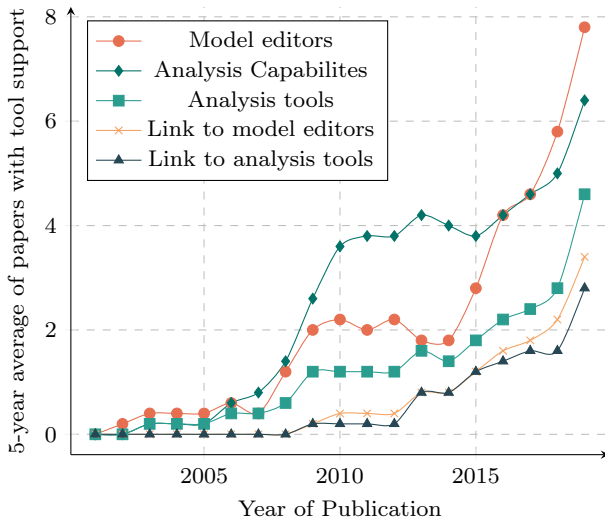 5-year average of papers with tool support
8
6
4
2
0
Model editors
Analysis Capabilites
Analysis tools
Link to model editors
Link to analysis tools
2005
2010
2015
Year of Publication